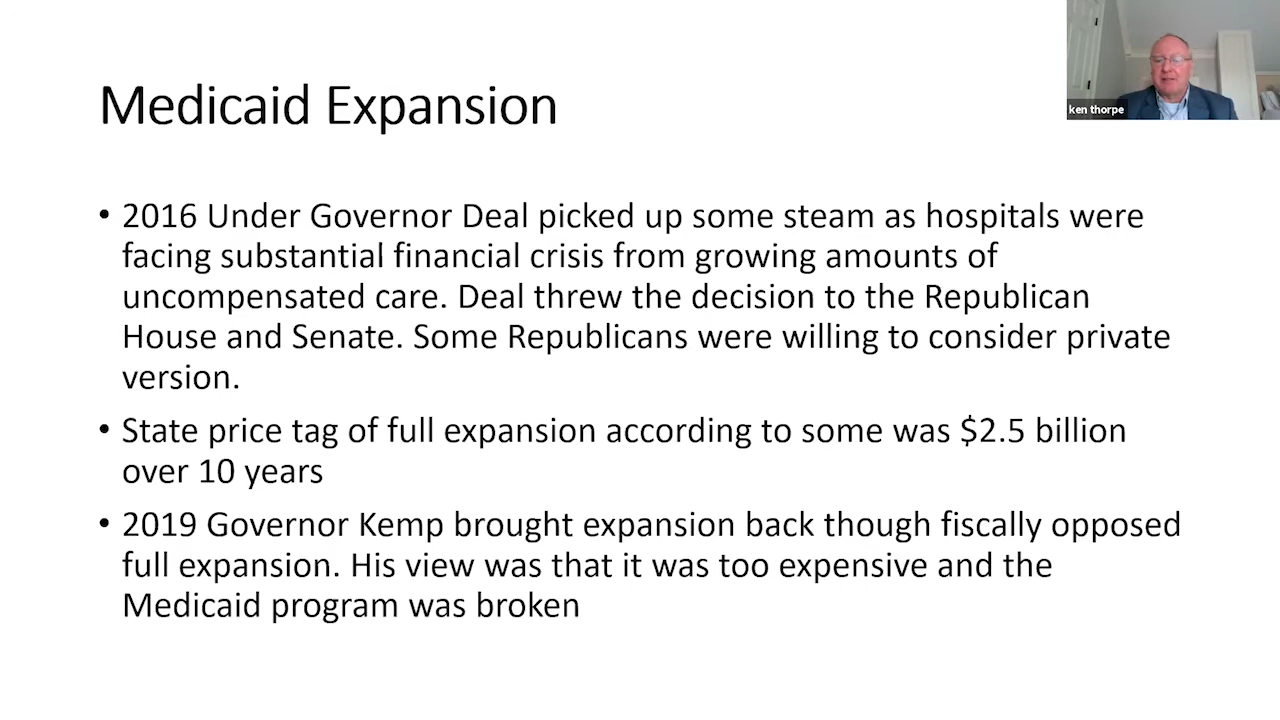 Medicaid Expansion
ken thorpe
• 2016 Under Governor Deal picked up some steam as hospitals were
facing substantial financial crisis from growing amounts of
uncompensated care. Deal threw the decision to the Republican
House and Senate. Some Republicans were willing to consider private
version.
• State price tag of full expansion according to some was $2.5 billion
over 10 years
• 2019 Governor Kemp brought expansion back though fiscally opposed
full expansion. His view was that it was too expensive and the
Medicaid program was broken